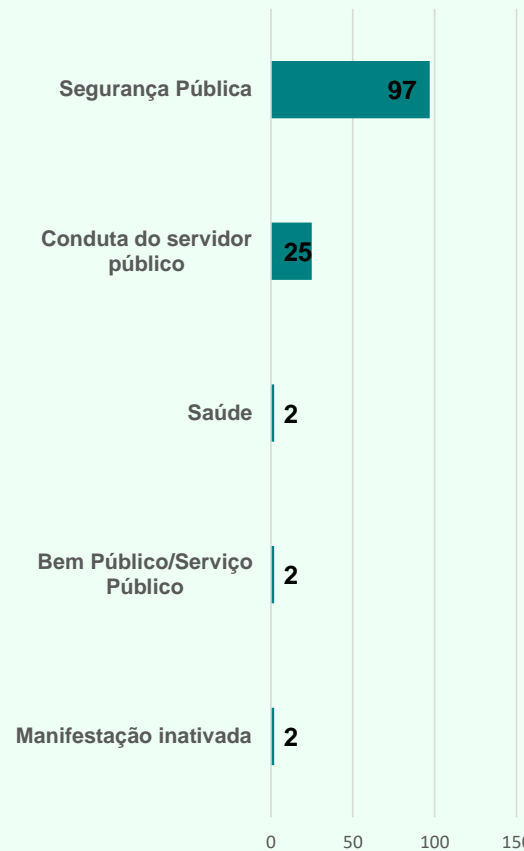 Segurança Pública
97
Conduta do servidor
público
25
Saúde
2
Bem Público/Serviço
Público
2
Manifestação inativada
2
0 50 100 150